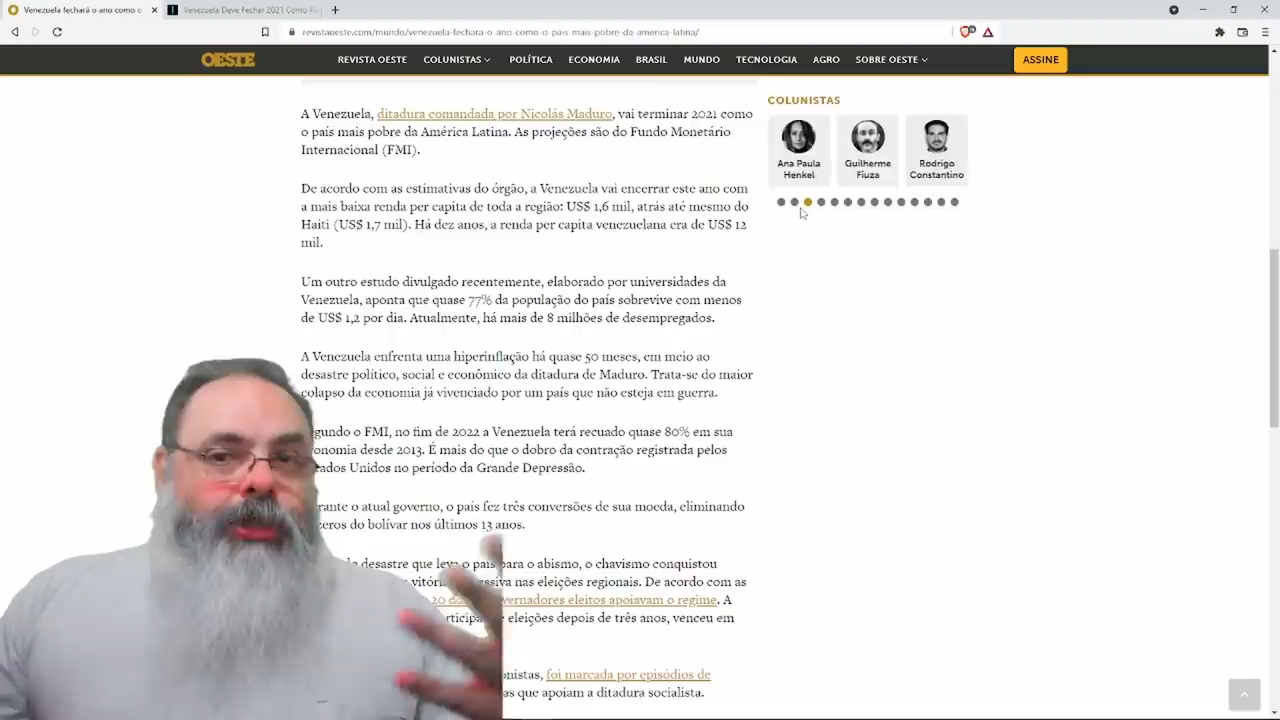 Venezuela fechará o ano como o
Venezuela Deve Fechar 2021 Como
revistaoeste.com/mundo/venezuela-fechara-o-ano-como-o-pais-mais-pobre-da-america-latina/
OESTE
REVISTA OESTE
COLUNISTAS
POLÍTICA
ECONOMIA
BRASIL
MUNDO
TECNOLOGIA
AGRO
SOBRE OESTE
ASSINE
A Venezuela, ditadura comandada por Nicolás Maduro, vai terminar 2021 como
o país mais pobre da América Latina. As projeções são do Fundo Monetário
Internacional (FMI).
De acordo com as estimativas do órgão, a Venezuela vai encerrar este ano com
a mais baixa renda per capita de toda a região: US$ 1,6 mil, atrás até mesmo do
Haiti (US$ 1,7 mil). Há dez anos, a renda per capita venezuelana era de US$ 12
mil.
Um outro estudo divulgado recentemente, elaborado por universidades da
Venezuela, aponta que quase 77% da população do país sobrevive com menos
de US$ 1,2 por dia. Atualmente, há mais de 8 milhões de desempregados.
A Venezuela enfrenta uma hiperinflação há quase 50 meses, em meio ao
desastre político, social e econômico da ditadura de Maduro. Trata-se do maior
colapso da economia já vivenciado por um país que não esteja em guerra.
egundo o FMI, no fim de 2022 a Venezuela terá recuado quase 80% em sua
conomia desde 2013. É mais do que o dobro da contração registrada pelos
tados Unidos no período da Grande Depressão.
rante o atual governo, o país fez três conversões de sua moeda, eliminando
zeros do bolívar nos últimos 13 anos.
desastre que leva o país para o abismo, o chavismo conquistou
nas eleições regionais. De acordo com as
eleitos apoiavam o regime. A
eleições depois de três anos, venceu em
foi marcada por episódios de
que apoiam a ditadura socialista.
COLUNISTAS
Ana Paula
Henkel
Guilherme
Fiuza
Rodrigo
Constantino